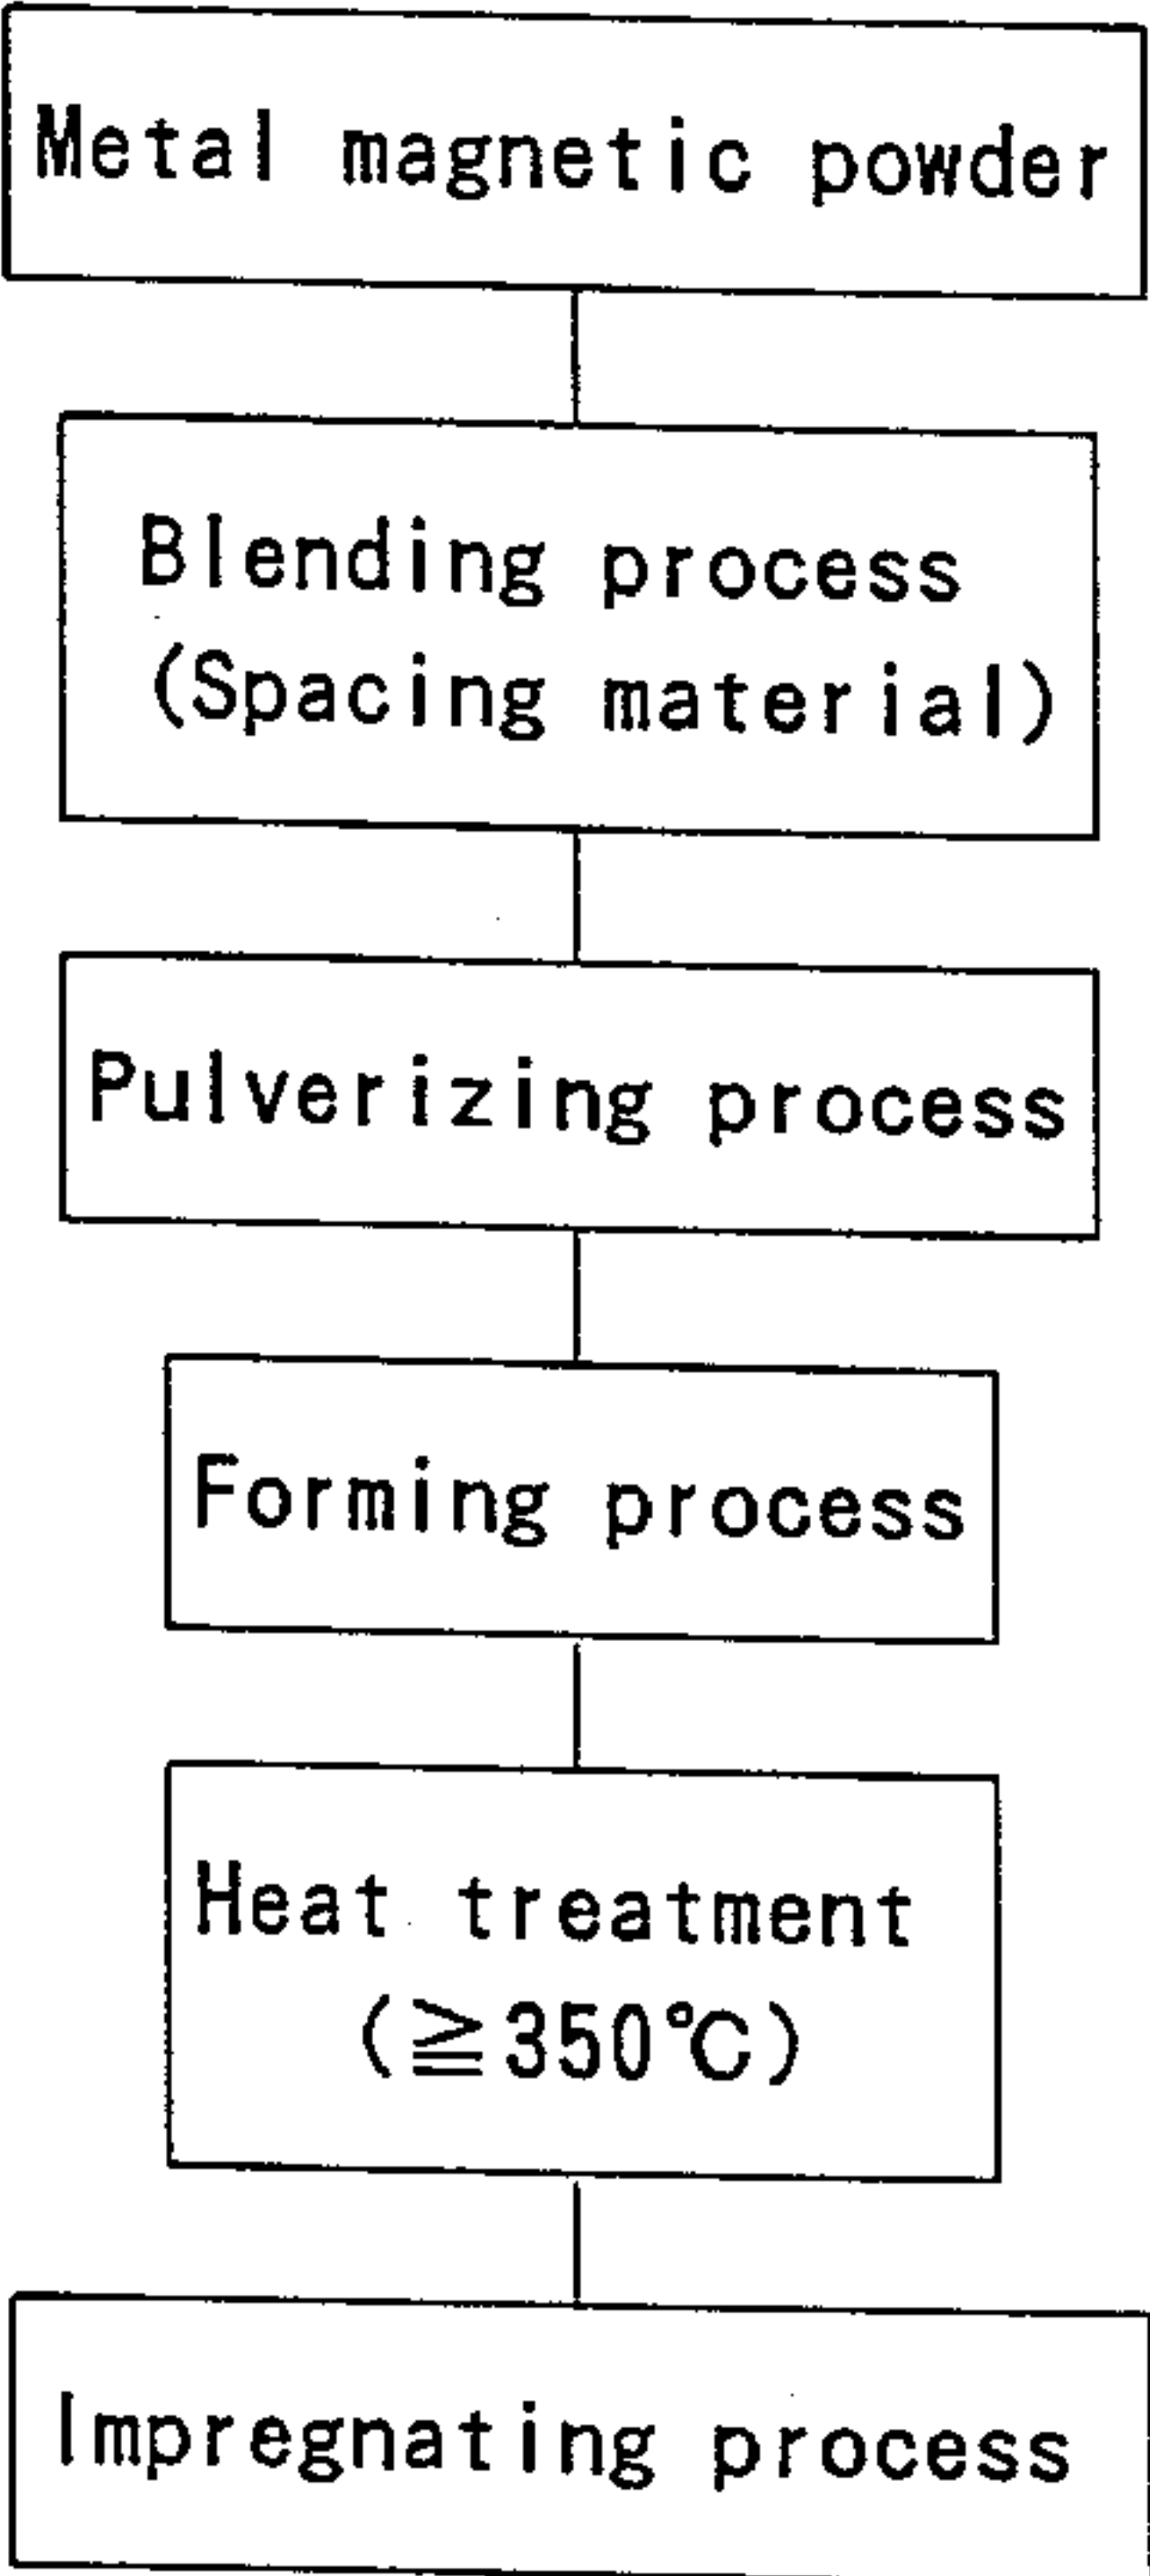 Metal magnetic powder
Blending process
(Spacing material)
Pulverizing process
Forming process
Heat treatment
(≧350℃)
Impregnating process